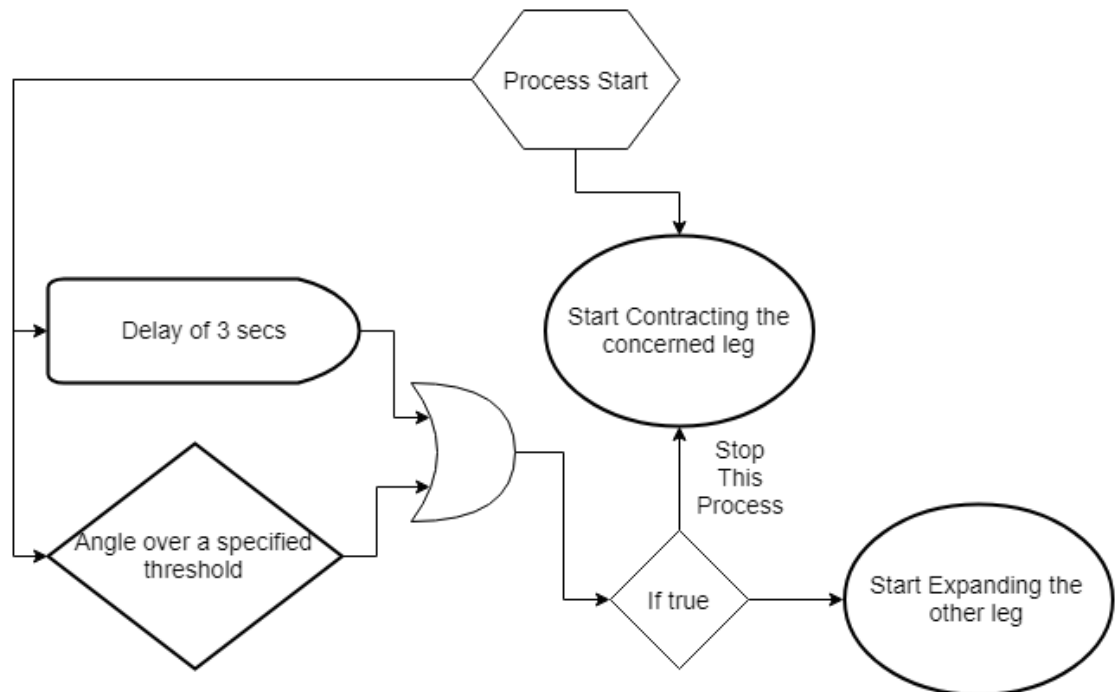 Process Start
Start Contracting the
concerned leg
Delay of 3 secs
Stop
This
Process
Angle over a specified
threshold
If true
Start Expanding the
other leg